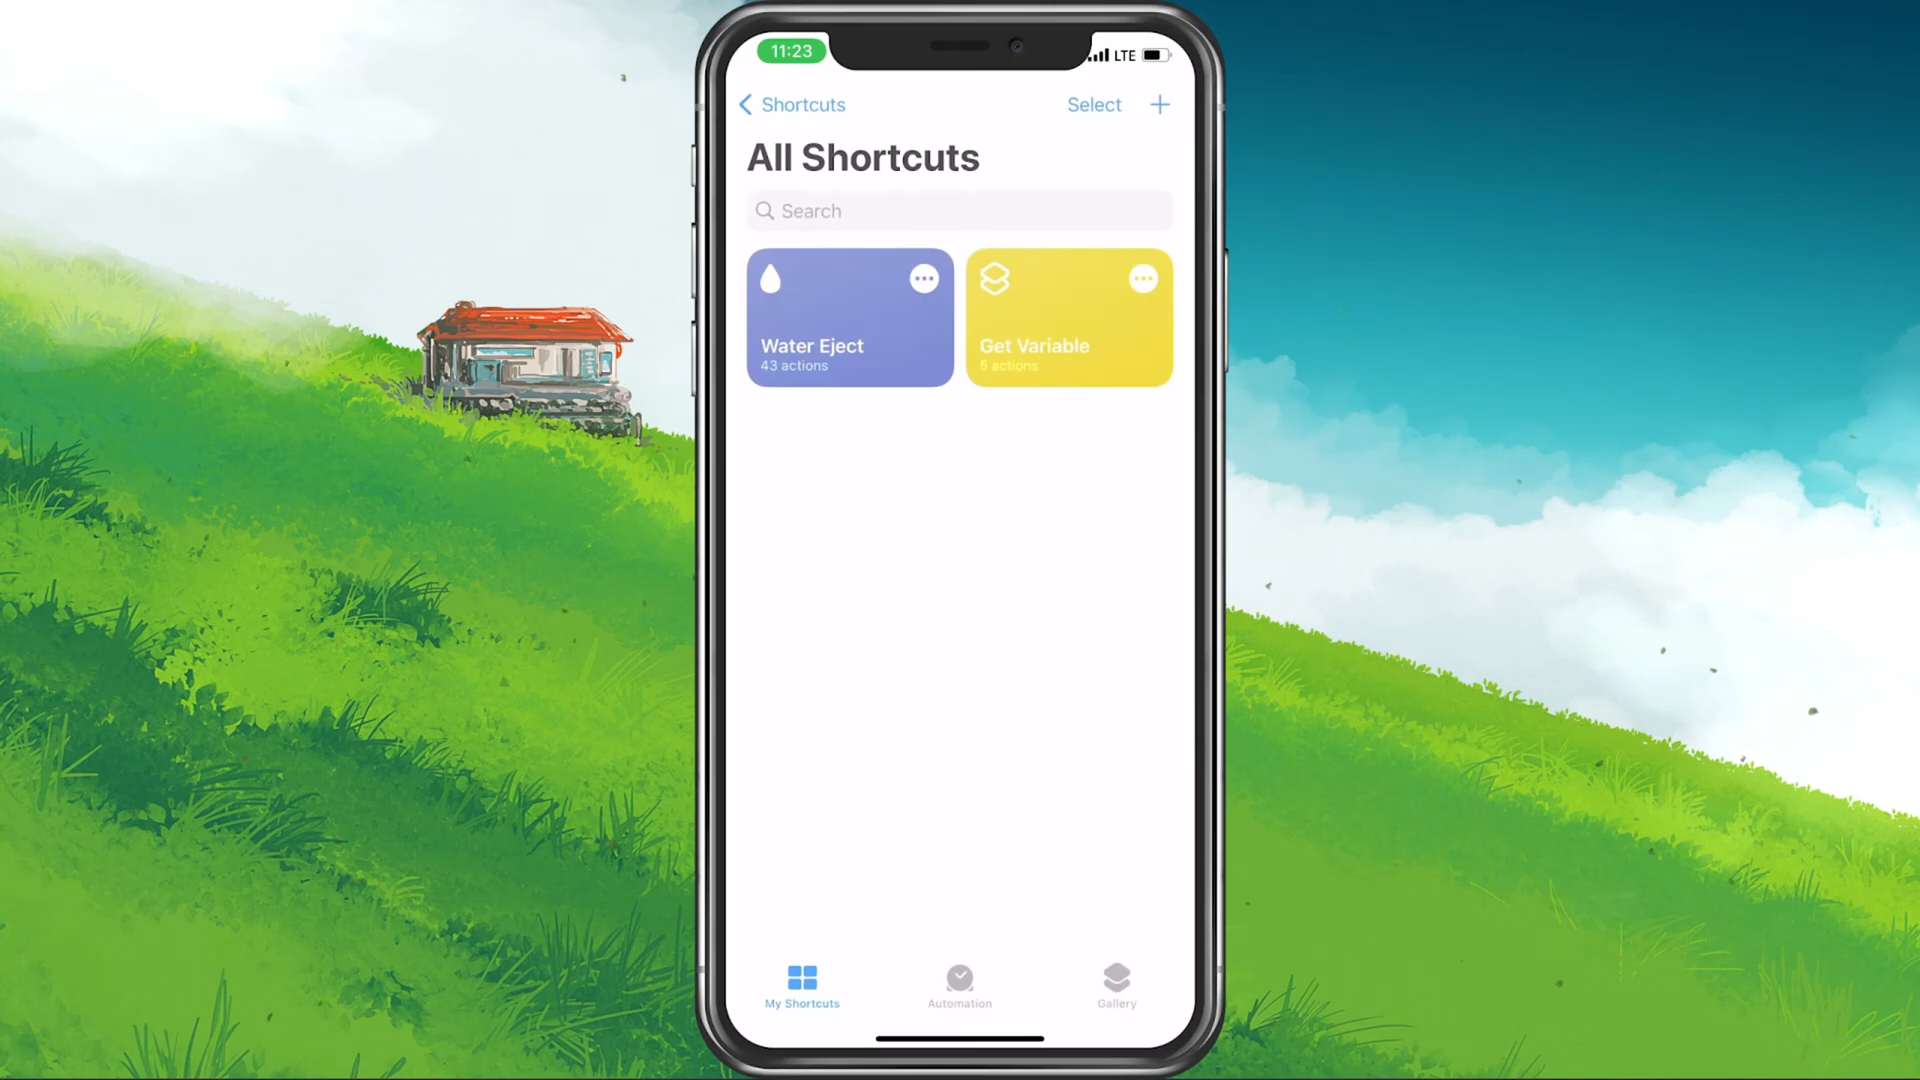 11:23
LTE
Shortcuts
Select
All Shortcuts
Search
Water Eject
43 actions
Get Variable
5 actions
My Shortcuts
Automation
Gallery